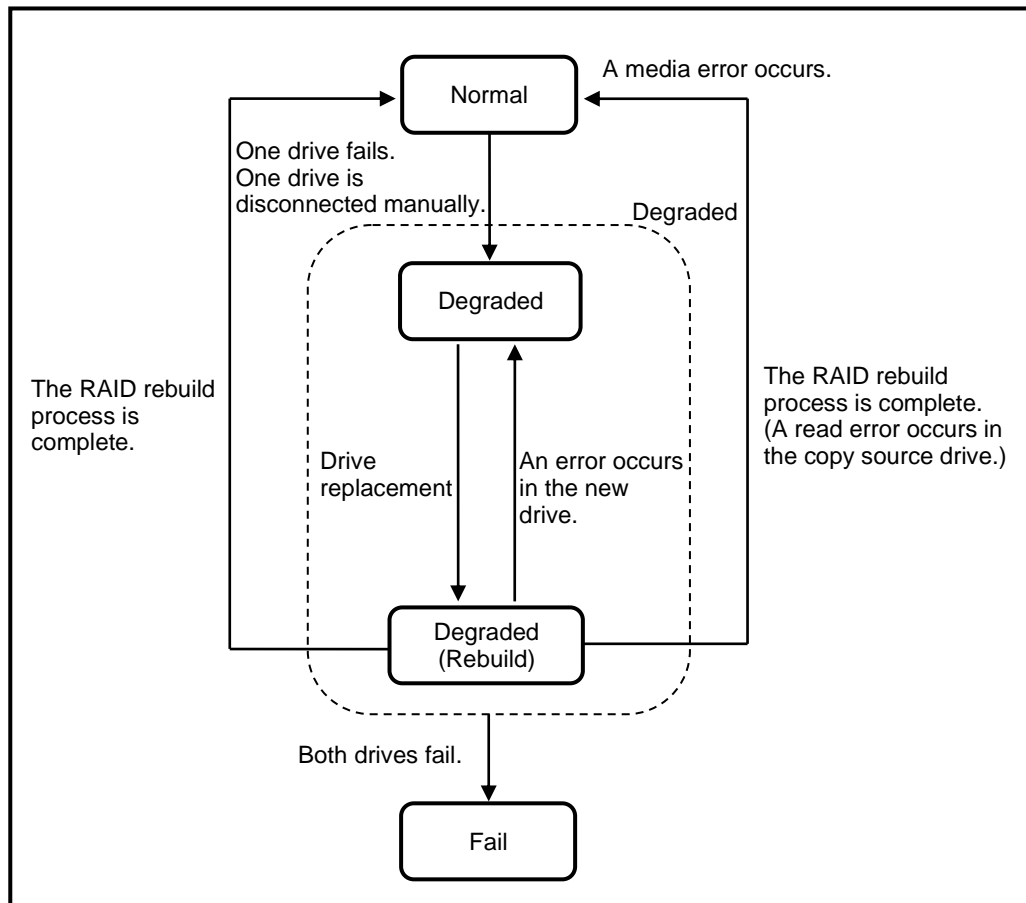 Normal
A media error occurs.
One drive fails.
One drive is
disconnected manually.
Degraded
Degraded
The RAID rebuild
process is
complete.
The RAID rebuild
process is complete.
(A read error occurs in
the copy source drive.)
Drive
replacement
An error occurs
in the new
drive.
Degraded
(Rebuild)
Both drives fail.
Fail